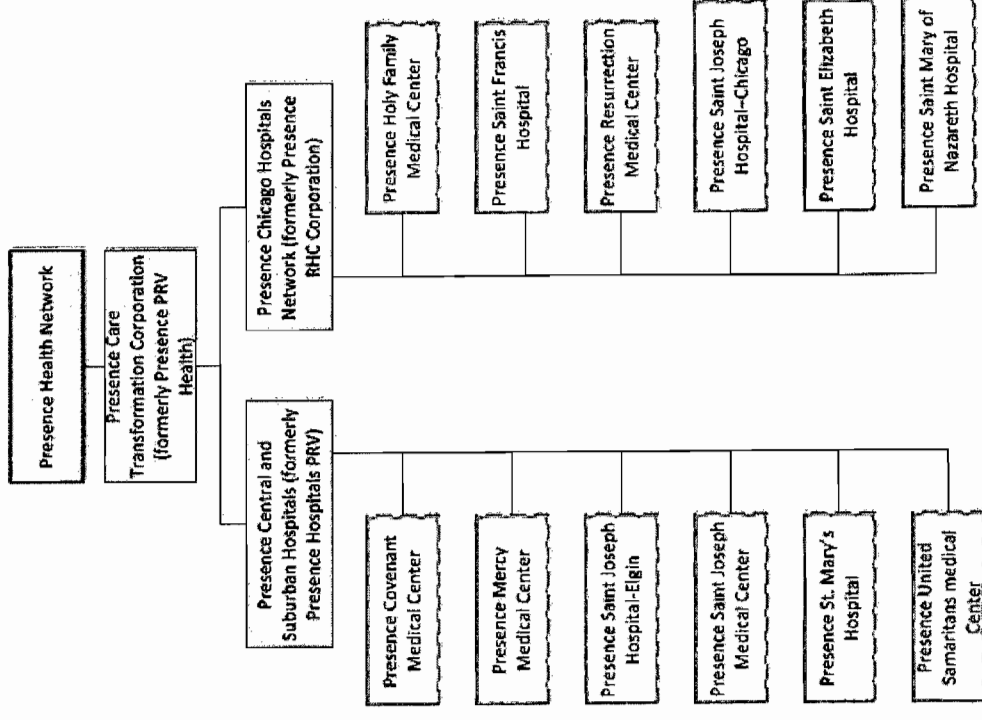 Presence Health Network
Presence Care
Transformation Corporation
(formerly Presence PRV
Health)
Presence Central and
Suburban Hospitals (formerly
Presence Hospitals PRV)
Presence Covenant
Medical Center
Presence Mercy
Medical Center
Presence Saint Joseph
Hospital-Elgin
Presence Saint Joseph
Medical Center
Presence St. Mary's
Hospital
Presence United
Samaritans medical
Center
Presence Chicago Hospitals
Network (formerly Presence
RHC Corporation)
Presence Holy Family
Medical Center
Presence Saint Francis
Hospital
Presence Resurrection
Medical Center
Presence Saint Joseph
Hospital–Chicago
Presence Saint Elizabeth
Hospital
Presence Saint Mary of
Nazareth Hospital